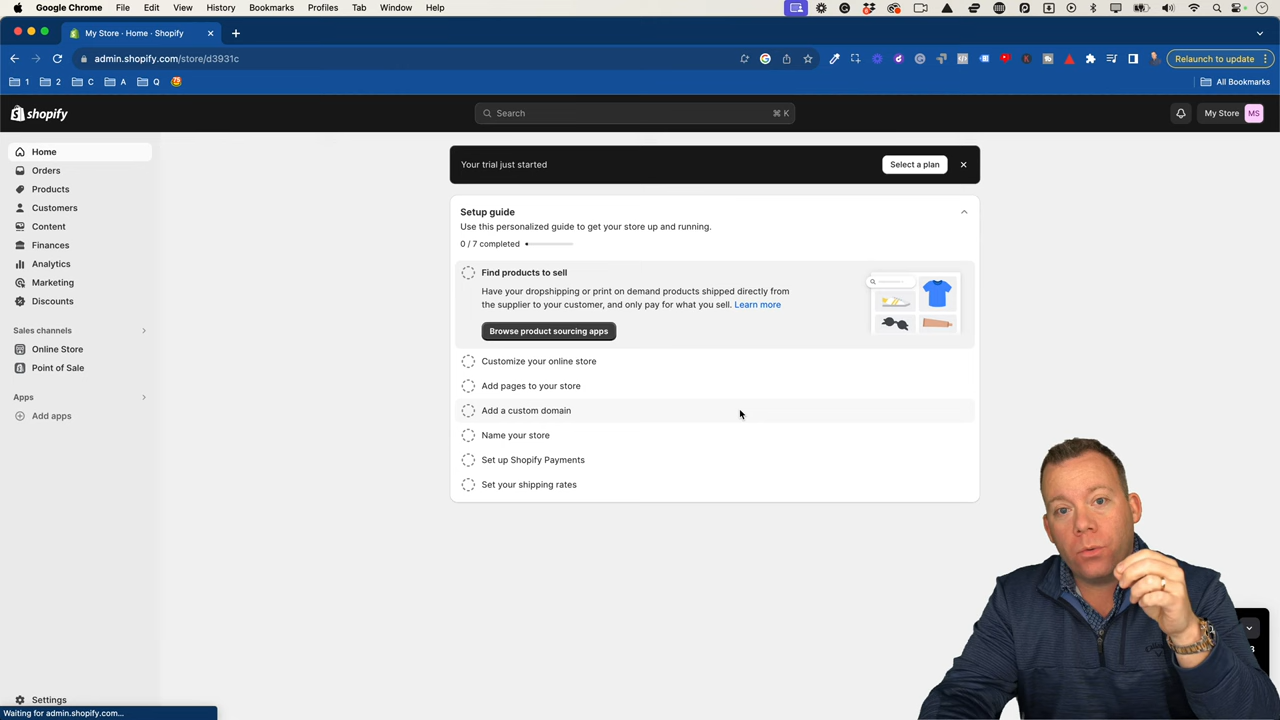 Google Chrome File Edit View History Bookmarks Profiles Tab Window Help
My Store · Home · Shopify
admin.shopify.com/store/d3931c
Relaunch to update
1 2 C A Q
All Bookmarks
shopify
Search
⌘ K
My Store MS
Home
Orders
Products
Customers
Content
Finances
Analytics
Marketing
Discounts
Sales channels
Online Store
Point of Sale
Apps
Add apps
Settings
Waiting for admin.shopify.com...
Your trial just started
Select a plan
Setup guide
Use this personalized guide to get your store up and running.
0 / 7 completed
Find products to sell
Have your dropshipping or print on demand products shipped directly from
the supplier to your customer, and only pay for what you sell. Learn more
Browse product sourcing apps
Customize your online store
Add pages to your store
Add a custom domain
Name your store
Set up Shopify Payments
Set your shipping rates